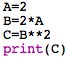 A=2
B=2*A
C=B**2
print(C)